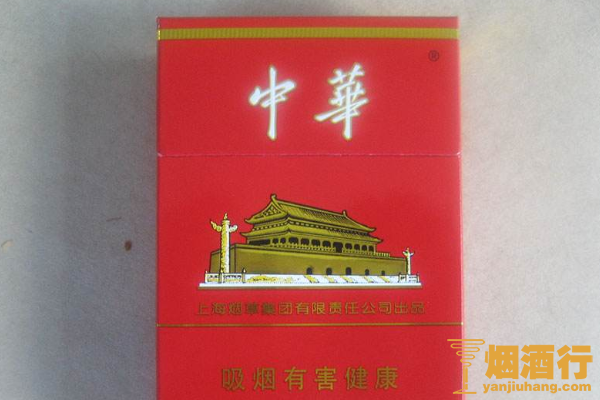 中華
®
上海烟草集团有限责任公司出品
吸烟有害健康
烟酒行
yanjiuhang.com